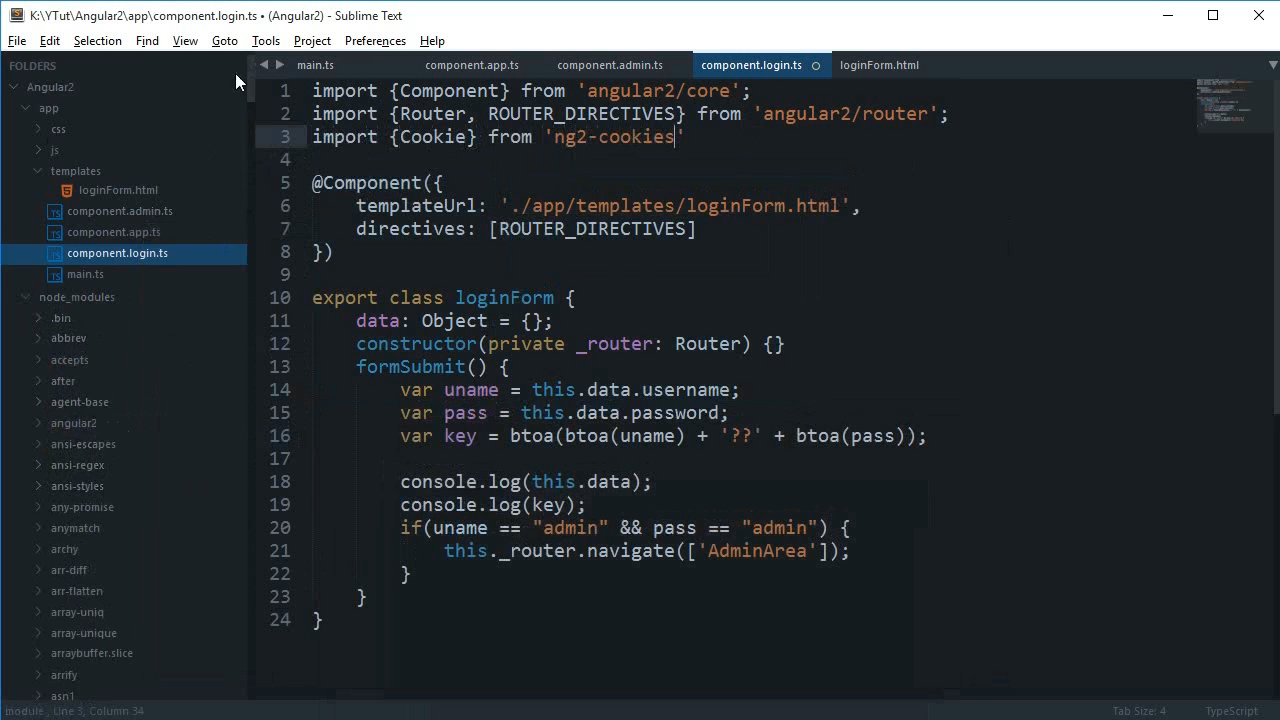 K:\YTut\Angular2\app\component.login.ts • (Angular2) - Sublime Text
File Edit Selection Find View Goto Tools Project Preferences Help
FOLDERS
Angular2
app
css
js
templates
loginForm.html
component.admin.ts
component.app.ts
component.login.ts
main.ts
node_modules
.bin
abbrev
accepts
after
agent-base
angular2
ansi-escapes
ansi-regex
ansi-styles
any-promise
anymatch
archy
arr-diff
arr-flatten
array-uniq
array-unique
arraybuffer.slice
arrify
asn1
main.ts component.app.ts component.admin.ts component.login.ts loginForm.html
1 import {Component} from 'angular2/core';
2 import {Router, ROUTER_DIRECTIVES} from 'angular2/router';
3 import {Cookie} from 'ng2-cookies'
4
5 @Component({
6 templateUrl: './app/templates/loginForm.html',
7 directives: [ROUTER_DIRECTIVES]
8 })
9
10 export class loginForm {
11 data: Object = {};
12 constructor(private _router: Router) {}
13 formSubmit() {
14 var uname = this.data.username;
15 var pass = this.data.password;
16 var key = btoa(btoa(uname) + '??' + btoa(pass));
17
18 console.log(this.data);
19 console.log(key);
20 if(uname == "admin" && pass == "admin") {
21 this._router.navigate(['AdminArea']);
22 }
23 }
24 }
module , Line 3, Column 34 Tab Size: 4 TypeScript